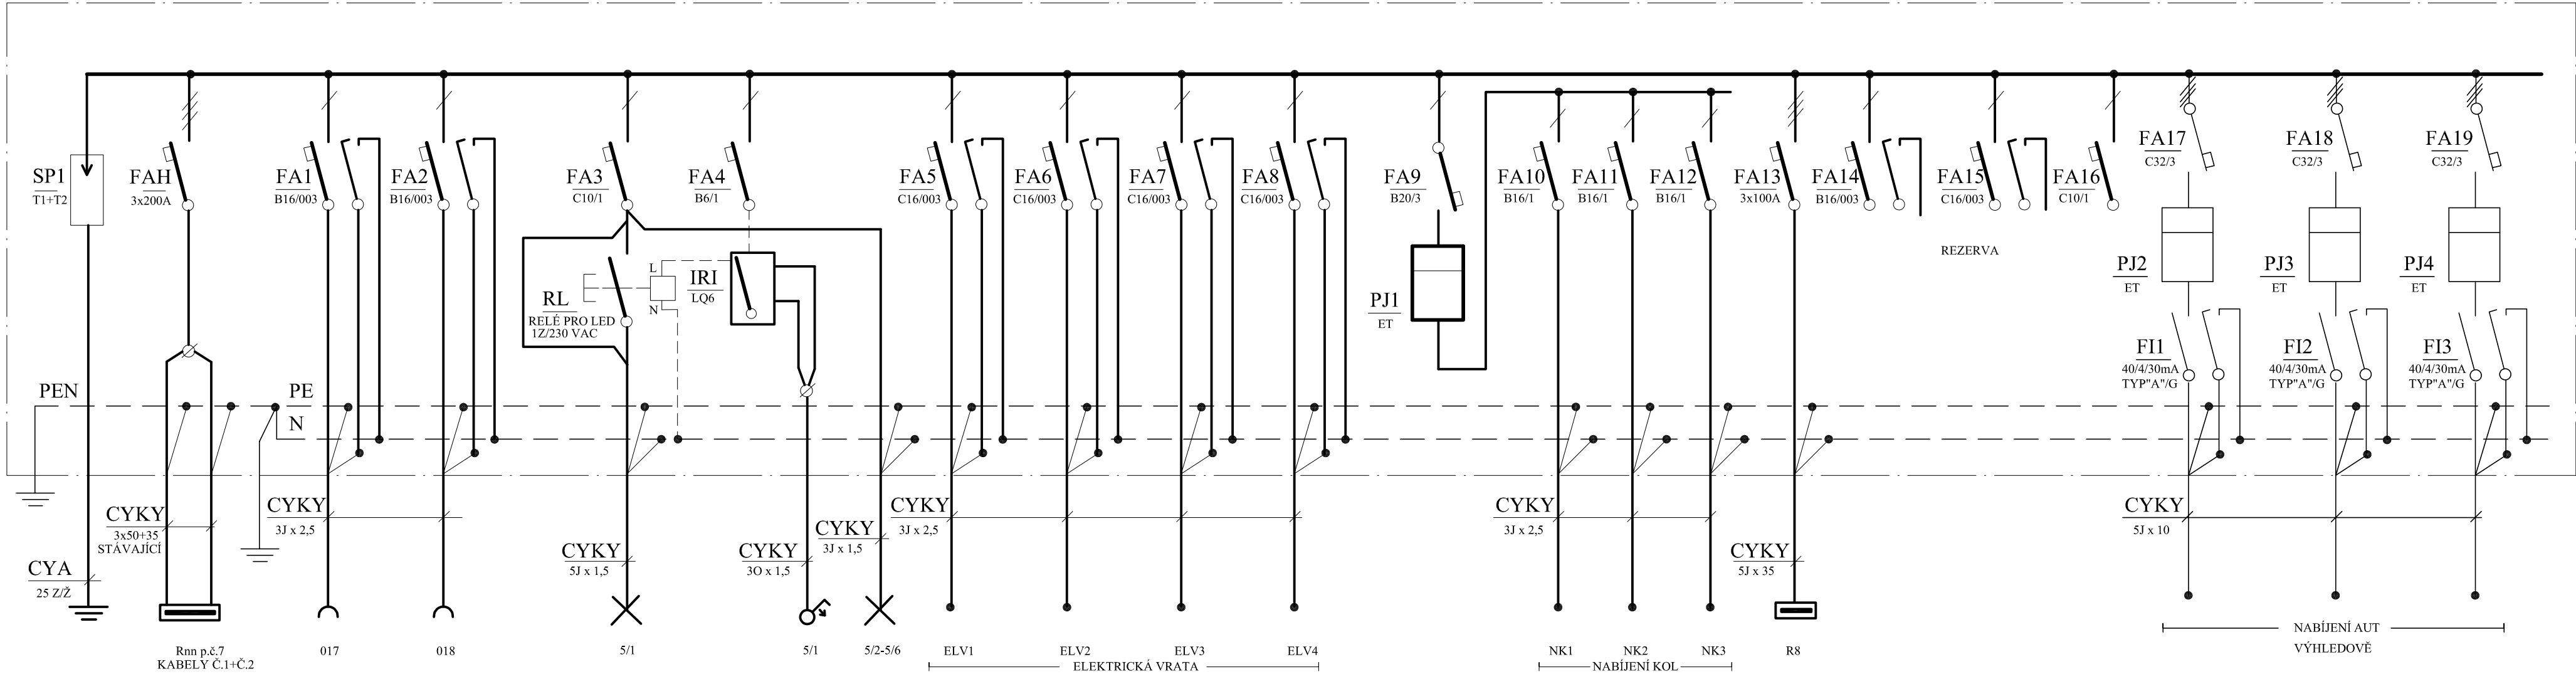 SP1
T1+T2
FAH
3x200A
FA1
B16/003
FA2
B16/003
FA3
C10/1
FA4
B6/1
FA5
C16/003
FA6
C16/003
FA7
C16/003
FA8
C16/003
FA9
B20/3
FA10
B16/1
FA11
B16/1
FA12
B16/1
FA13
3x100A
FA14
B16/003
FA15
C16/003
FA16
C10/1
FA17
C32/3
FA18
C32/3
FA19
C32/3
REZERVA
L
N
RL
RELÉ PRO LED
1Z/230 VAC
IRI
LQ6
PJ1
ET
PJ2
ET
PJ3
ET
PJ4
ET
FI1
40/4/30mA
TYP"A"/G
FI2
40/4/30mA
TYP"A"/G
FI3
40/4/30mA
TYP"A"/G
PEN
PE
N
CYKY
3x50+35
STÁVAJÍCÍ
CYA
25 Z/Ž
CYKY
3J x 2,5
CYKY
5J x 1,5
CYKY
3O x 1,5
CYKY
3J x 1,5
CYKY
3J x 2,5
CYKY
3J x 2,5
CYKY
5J x 35
CYKY
5J x 10
Rnn p.č.7
KABELY Č.1+Č.2
017
018
5/1
5/1
5/2-5/6
ELV1
ELV2
ELV3
ELV4
ELEKTRICKÁ VRATA
NK1
NK2
NK3
NABÍJENÍ KOL
R8
NABÍJENÍ AUT
VÝHLEDOVĚ